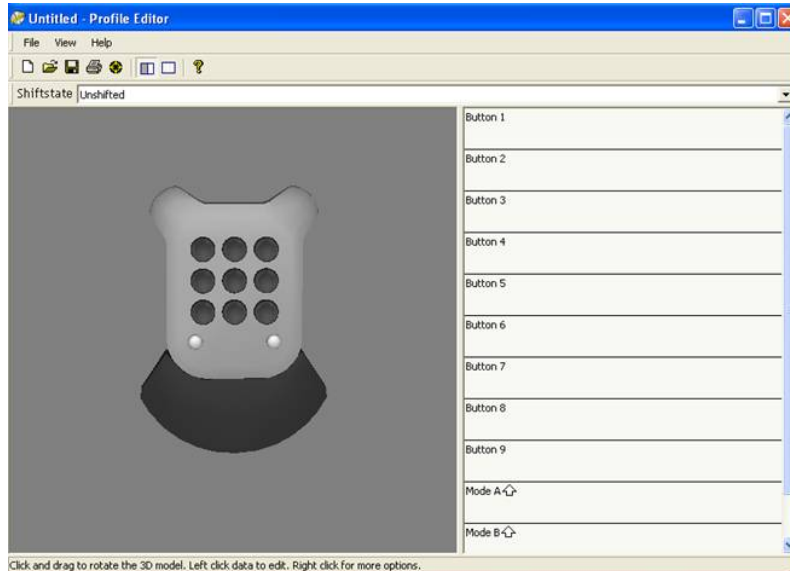 Untitled - Profile Editor
File View Help
Shiftstate Unshifted
Button 1
Button 2
Button 3
Button 4
Button 5
Button 6
Button 7
Button 8
Button 9
Mode A
Mode B
Click and drag to rotate the 3D model. Left click data to edit. Right click for more options.